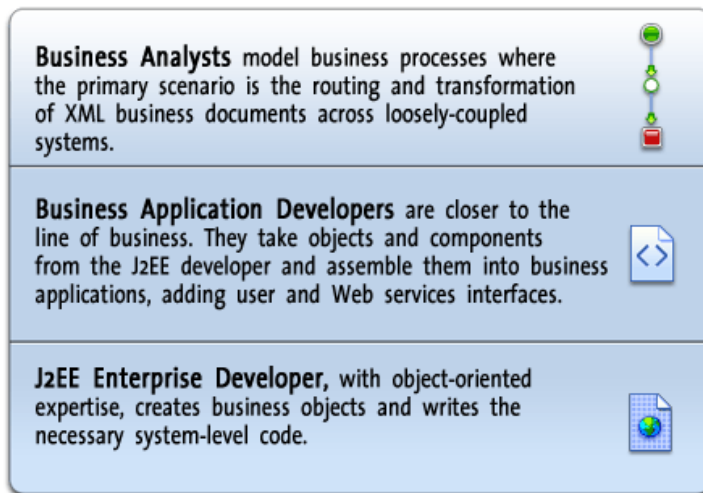 Business Analysts model business processes where
the primary scenario is the routing and transformation
of XML business documents across loosely-coupled
systems.
Business Application Developers are closer to the
line of business. They take objects and components
from the J2EE developer and assemble them into business
applications, adding user and Web services interfaces.
J2EE Enterprise Developer, with object-oriented
expertise, creates business objects and writes the
necessary system-level code.